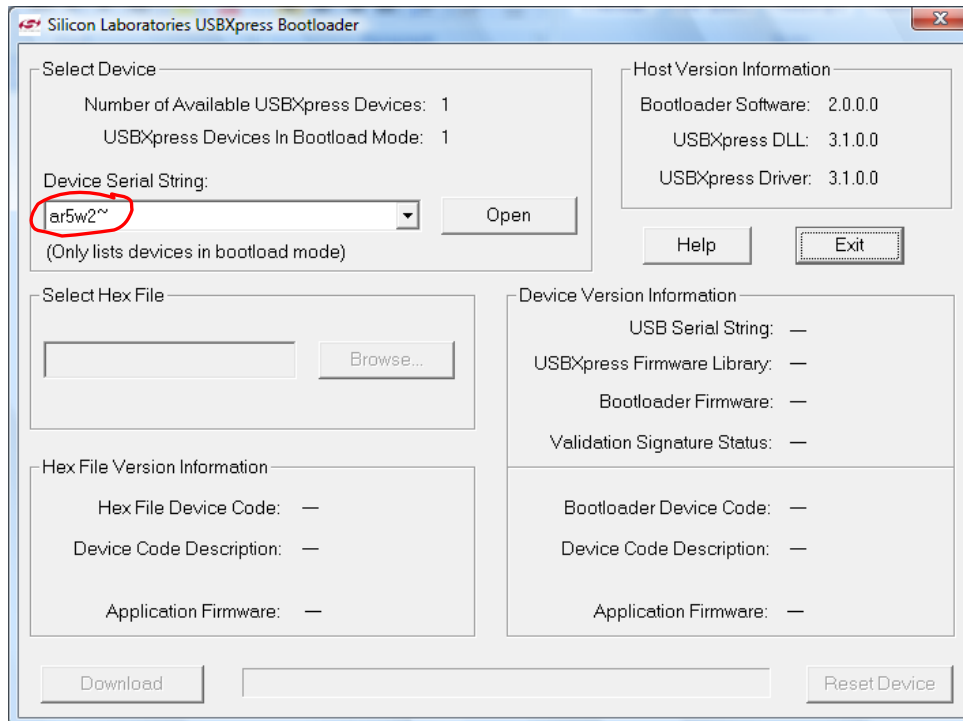 Silicon Laboratories USBXpress Bootloader
Select Device
Number of Available USBXpress Devices: 1
USBXpress Devices In Bootload Mode: 1
Device Serial String:
ar5w2~
Open
(Only lists devices in bootload mode)
Host Version Information
Bootloader Software: 2.0.0.0
USBXpress DLL: 3.1.0.0
USBXpress Driver: 3.1.0.0
Help
Exit
Select Hex File
Browse...
Device Version Information
USB Serial String: —
USBXpress Firmware Library: —
Bootloader Firmware: —
Validation Signature Status: —
Hex File Version Information
Hex File Device Code: —
Device Code Description: —
Application Firmware: —
Bootloader Device Code: —
Device Code Description: —
Application Firmware: —
Download
Reset Device